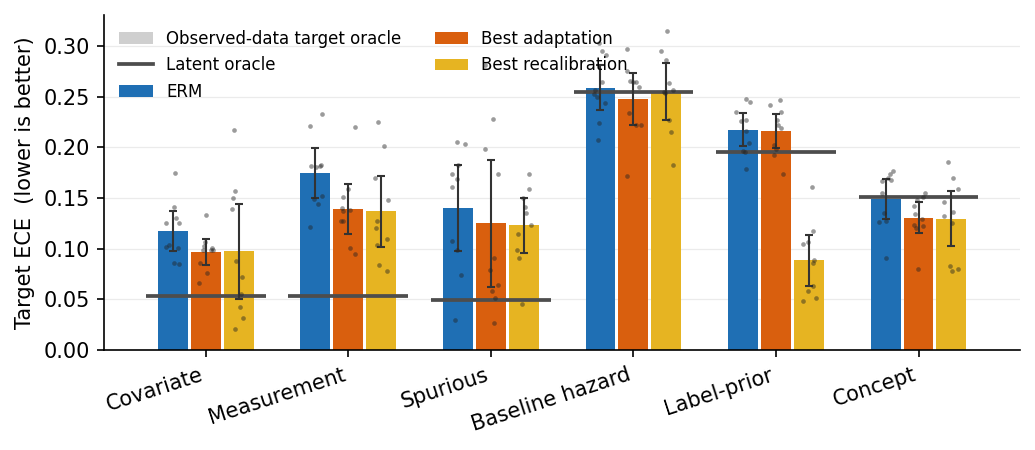 Target ECE (lower is better)
0.30
0.25
0.20
0.15
0.10
0.05
0.00
Observed-data target oracle
Latent oracle
ERM
Best adaptation
Best recalibration
Covariate
Measurement
Spurious
Baseline hazard
Label-prior
Concept